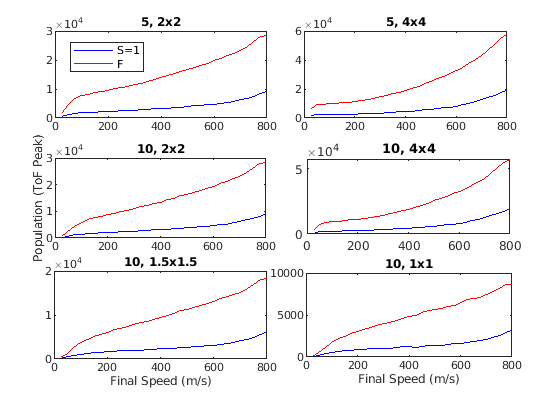 5, 2x2
×10⁴
3
2
1
0
0 200 400 600 800
S=1
F
5, 4x4
×10⁴
6
4
2
0
0 200 400 600 800
Population (ToF Peak)
10, 2x2
×10⁴
3
2
1
0
0 200 400 600 800
10, 4x4
×10⁴
5
0
0 200 400 600 800
10, 1.5x1.5
×10⁴
2
1
0
0 200 400 600 800
Final Speed (m/s)
10, 1x1
10000
5000
0
0 200 400 600 800
Final Speed (m/s)